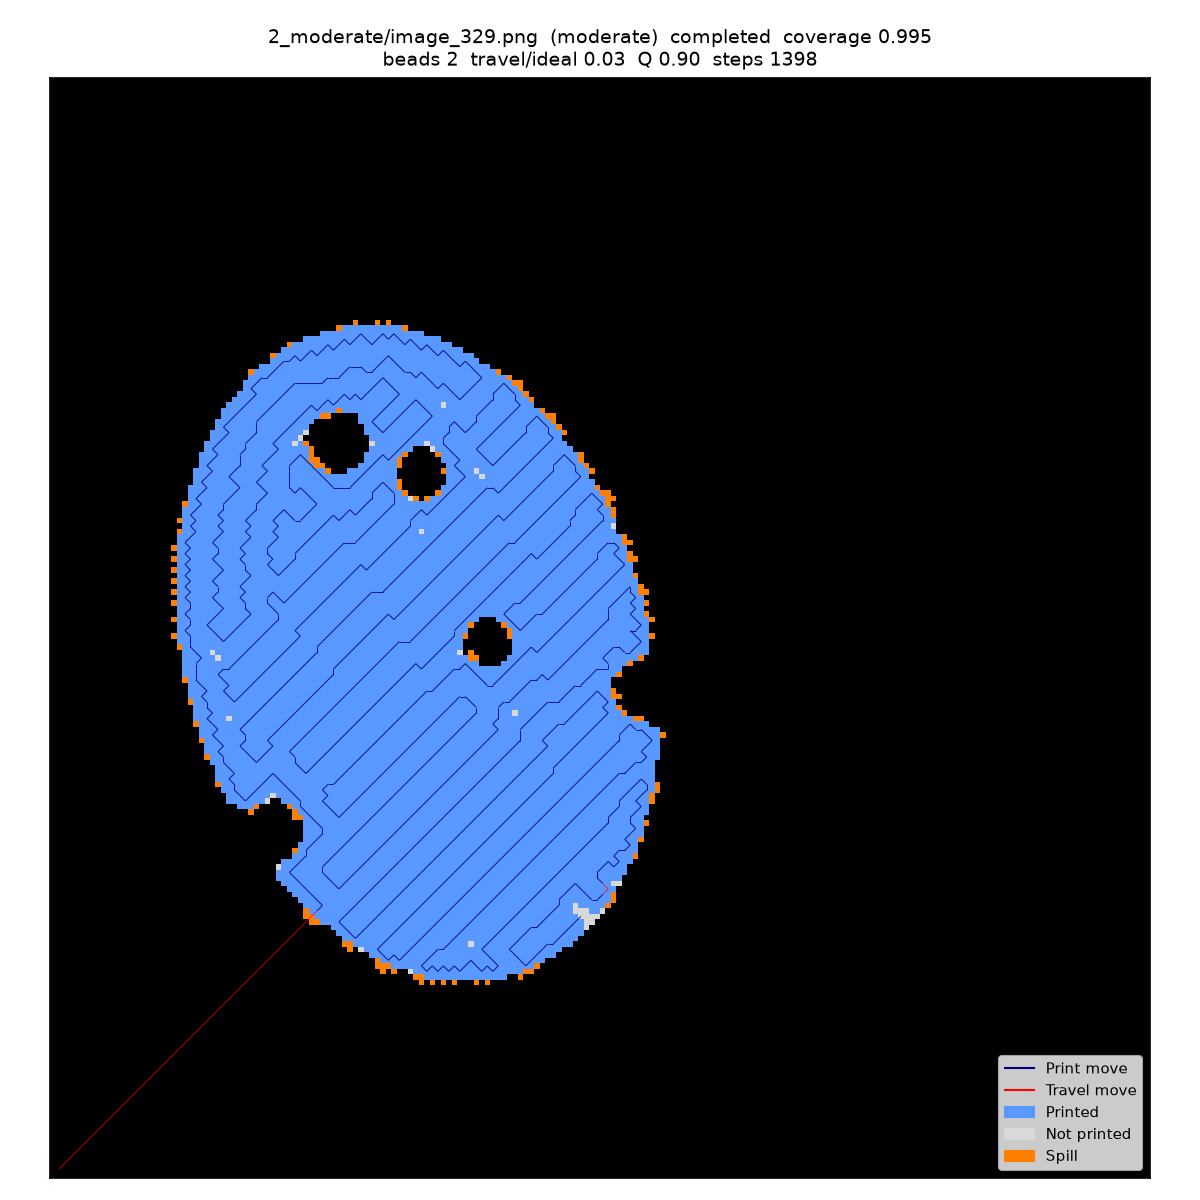 2_moderate/image_329.png  (moderate)  completed  coverage 0.995
beads 2  travel/ideal 0.03  Q 0.90  steps 1398
Print move
Travel move
Printed
Not printed
Spill